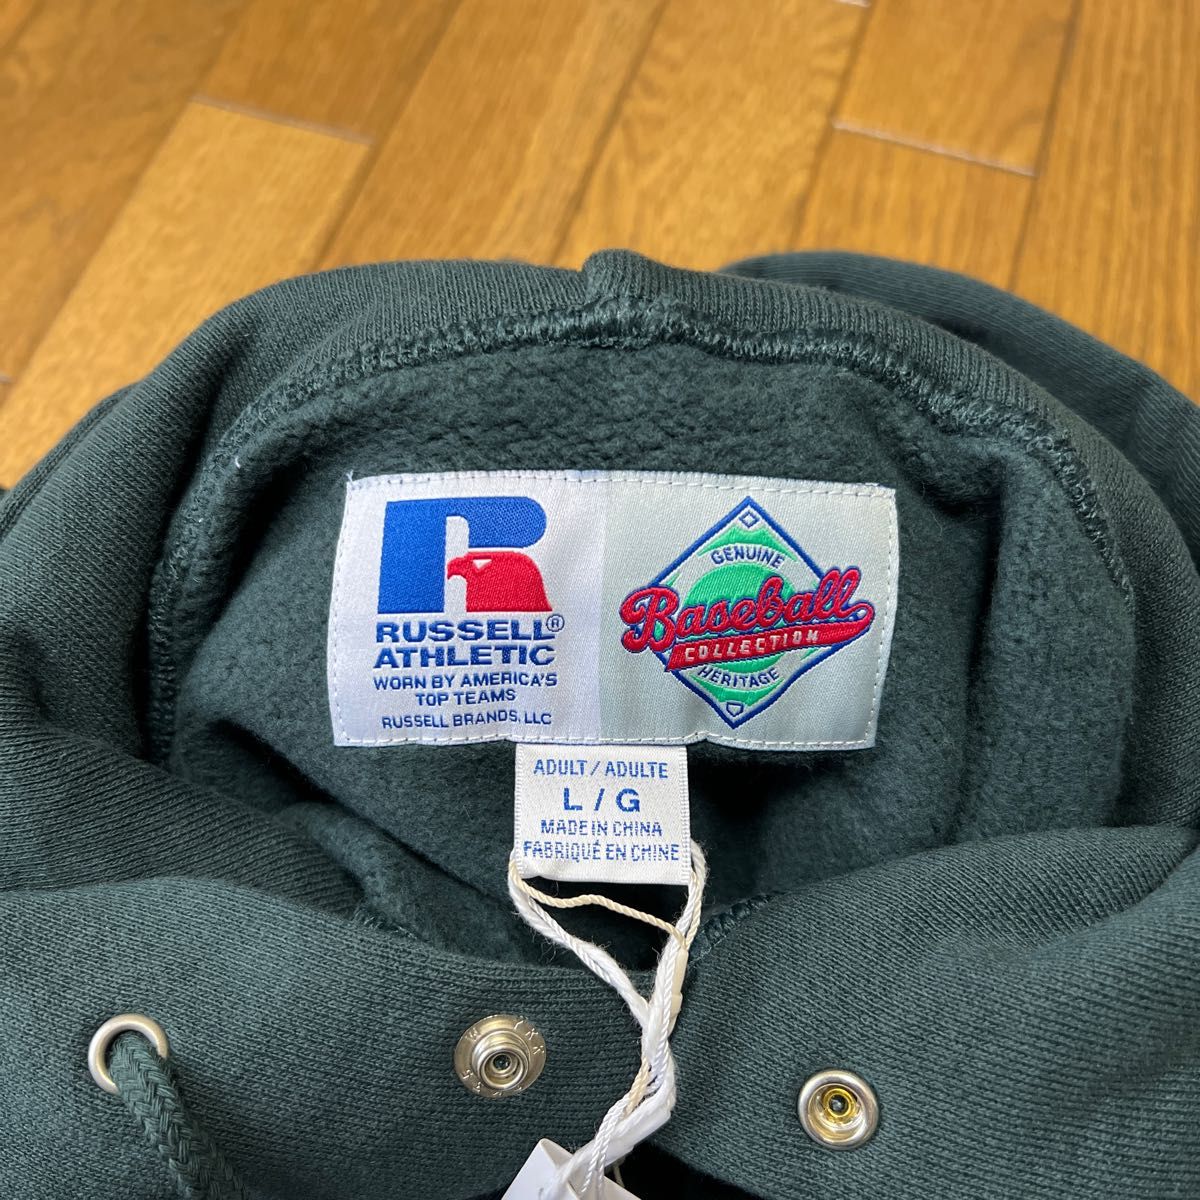 RUSSELL®
ATHLETIC
WORN BY AMERICA'S
TOP TEAMS
RUSSELL BRANDS, LLC
GENUINE
Baseball
COLLECTION
HERITAGE
ADULT / ADULTE
L / G
MADE IN CHINA
FABRIQUÉ EN CHINE
YKK